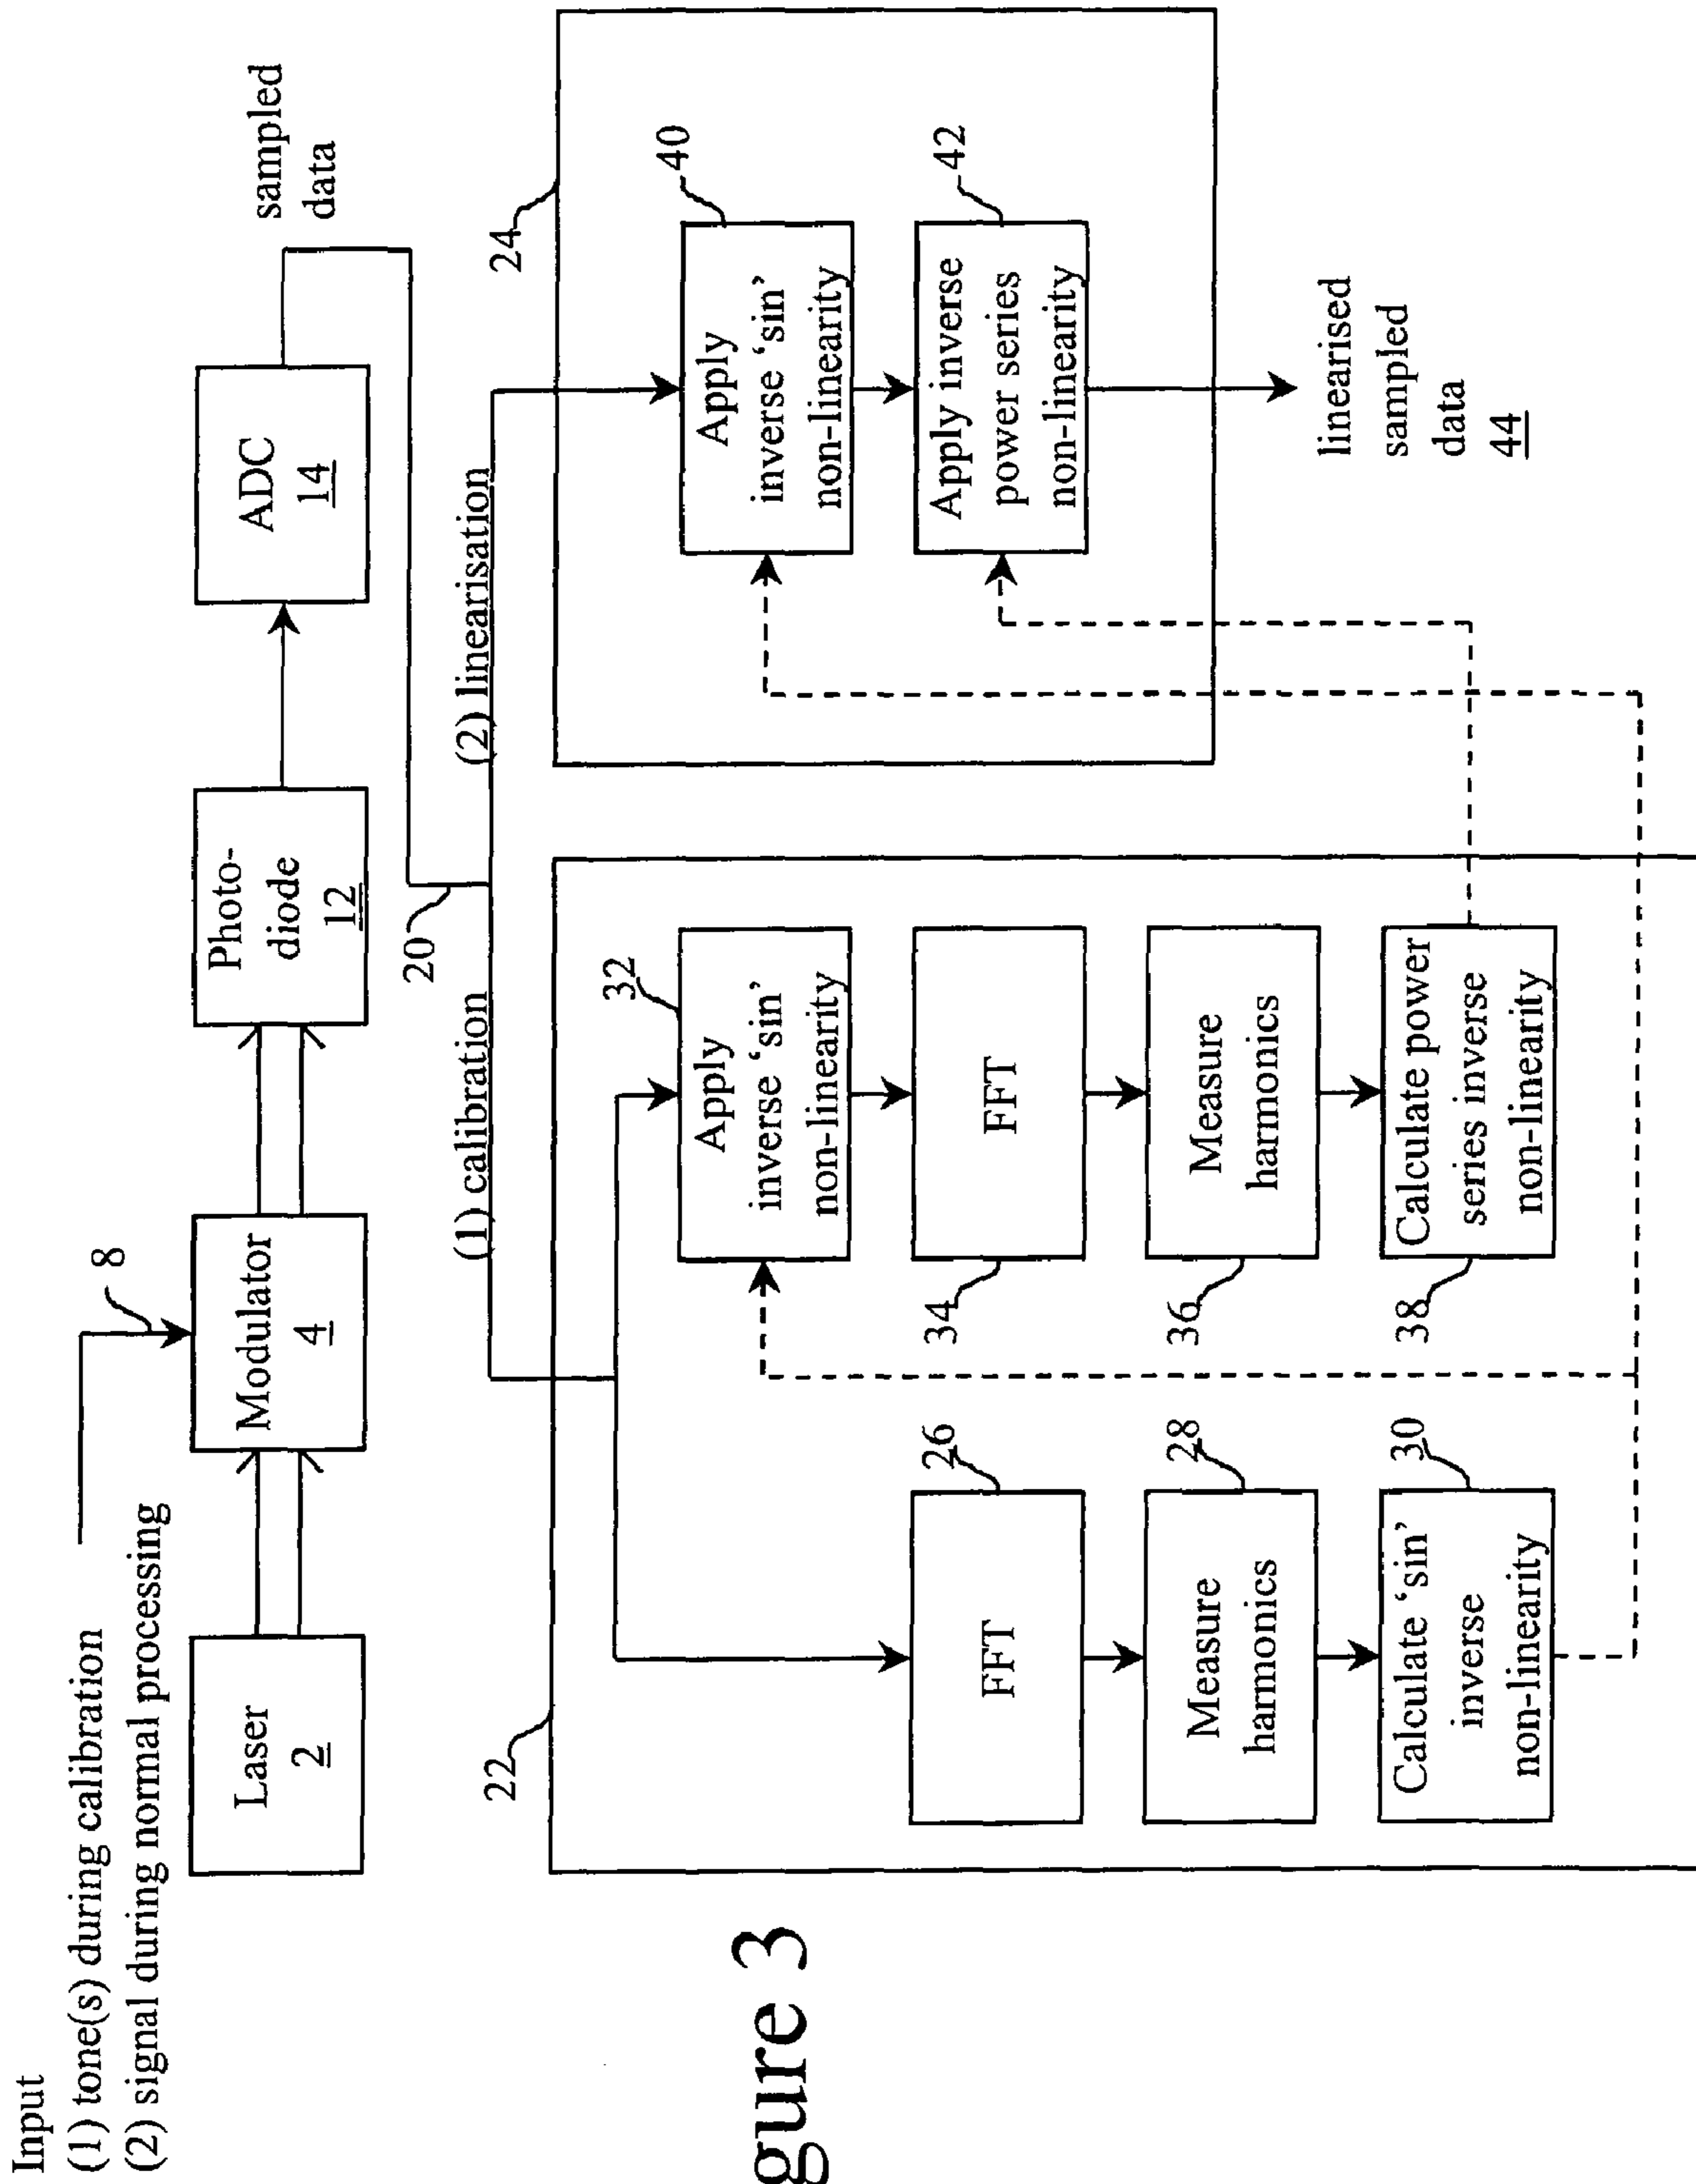 Input
(1) tone(s) during calibration
(2) signal during normal processing
8
Laser
2
Modulator
4
Photo-
diode
12
ADC
14
sampled
data
20
(1) calibration
(2) linearisation
22
24
32
Apply
inverse ‘sin’
non-linearity
40
Apply
inverse ‘sin’
non-linearity
26
FFT
34
FFT
42
Apply inverse
power series
non-linearity
28
Measure
harmonics
36
Measure
harmonics
30
Calculate ‘sin’
inverse
non-linearity
38
Calculate power
series inverse
non-linearity
linearised
sampled
data
44
gure 3